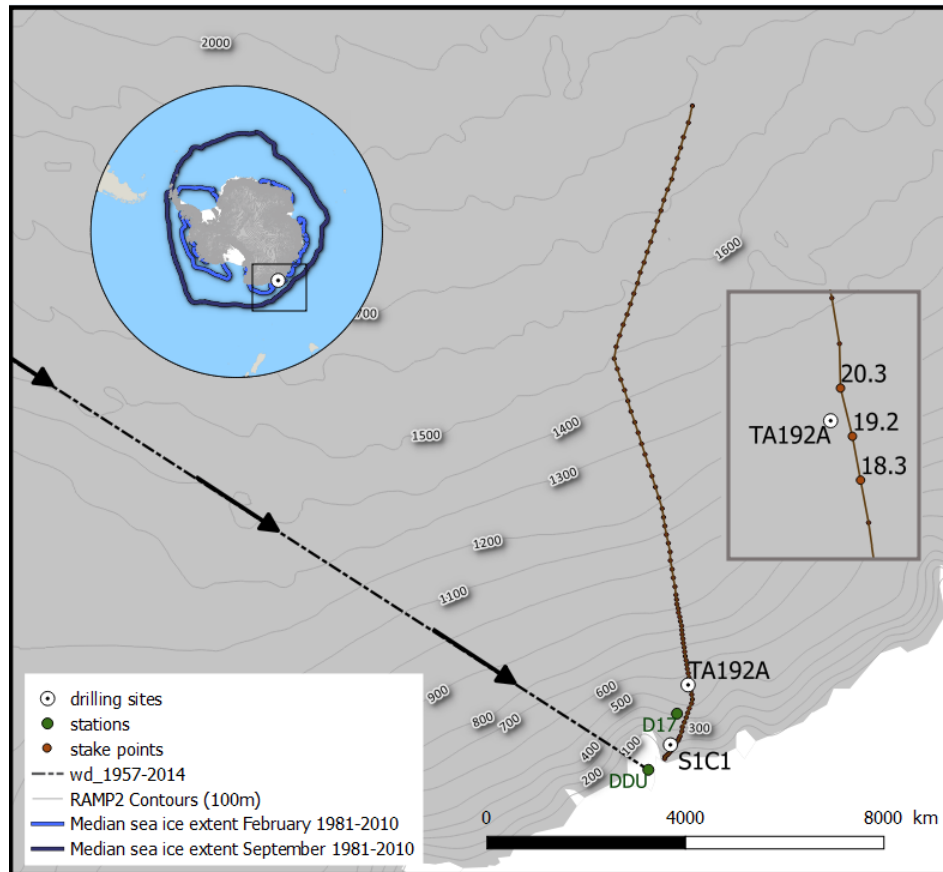 2000
1600
700
20.3
TA192A
19.2
18.3
1500
1400
1300
1200
1100
900
800
700
600
500
400
300
200
100
TA192A
D17
S1C1
DDU
drilling sites
stations
stake points
wd_1957-2014
RAMP2 Contours (100m)
Median sea ice extent February 1981-2010
Median sea ice extent September 1981-2010
0 4000 8000 km